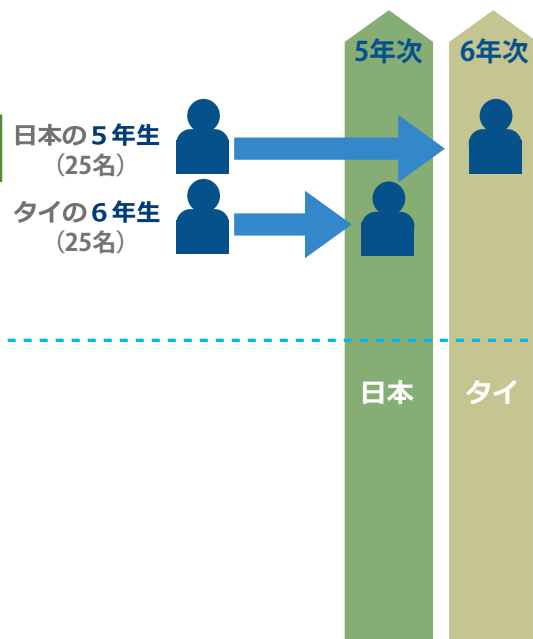 5年次
6年次
日本の5年生
(25名)
タイの6年生
(25名)
日本
タイ